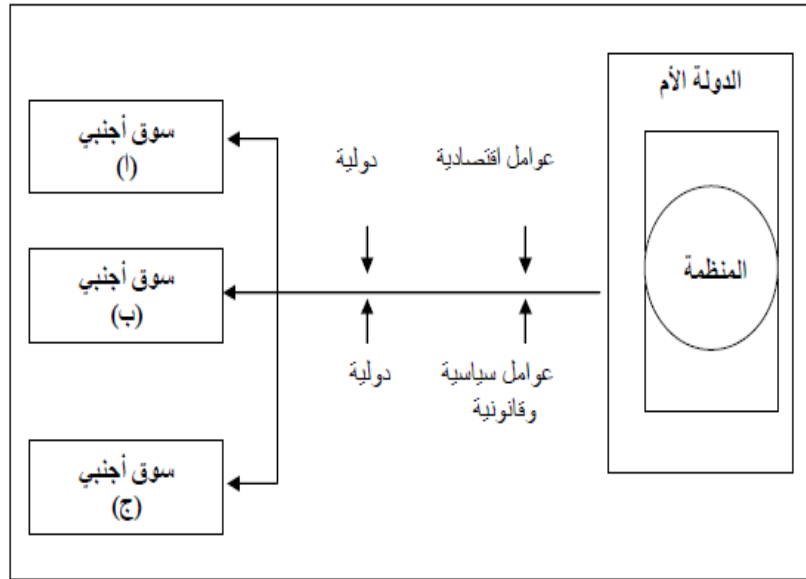 الدولة الأم
المنظمة
عوامل اقتصادية
دولية
عوامل سياسية
وقانونية
دولية
سوق أجنبي
(ا)
سوق أجنبي
(ب)
سوق أجنبي
(ج)